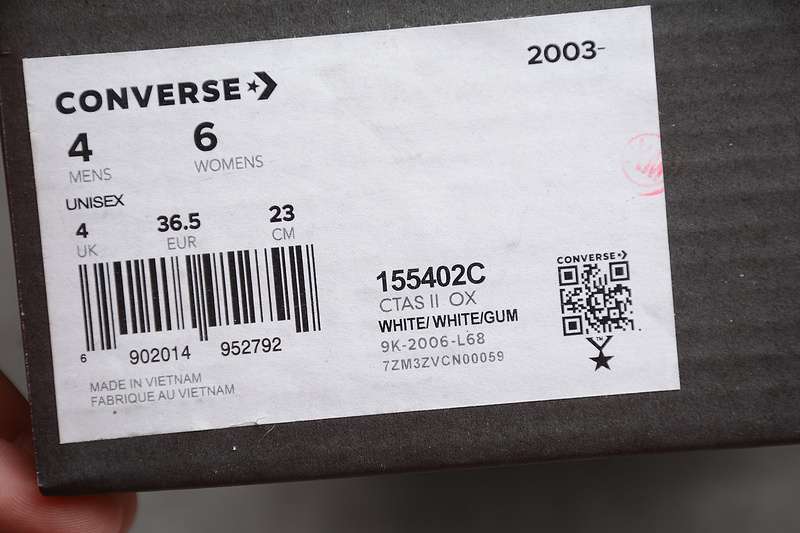 2003-
CONVERSE
4 6
MENS WOMENS
UNISEX
4 36.5 23
UK EUR CM
6 902014 952792
MADE IN VIETNAM
FABRIQUE AU VIETNAM
155402C
CTAS II OX
WHITE/WHITE/GUM
9K-2006-L68
7ZM3ZVCN00059
CONVERSE
TM